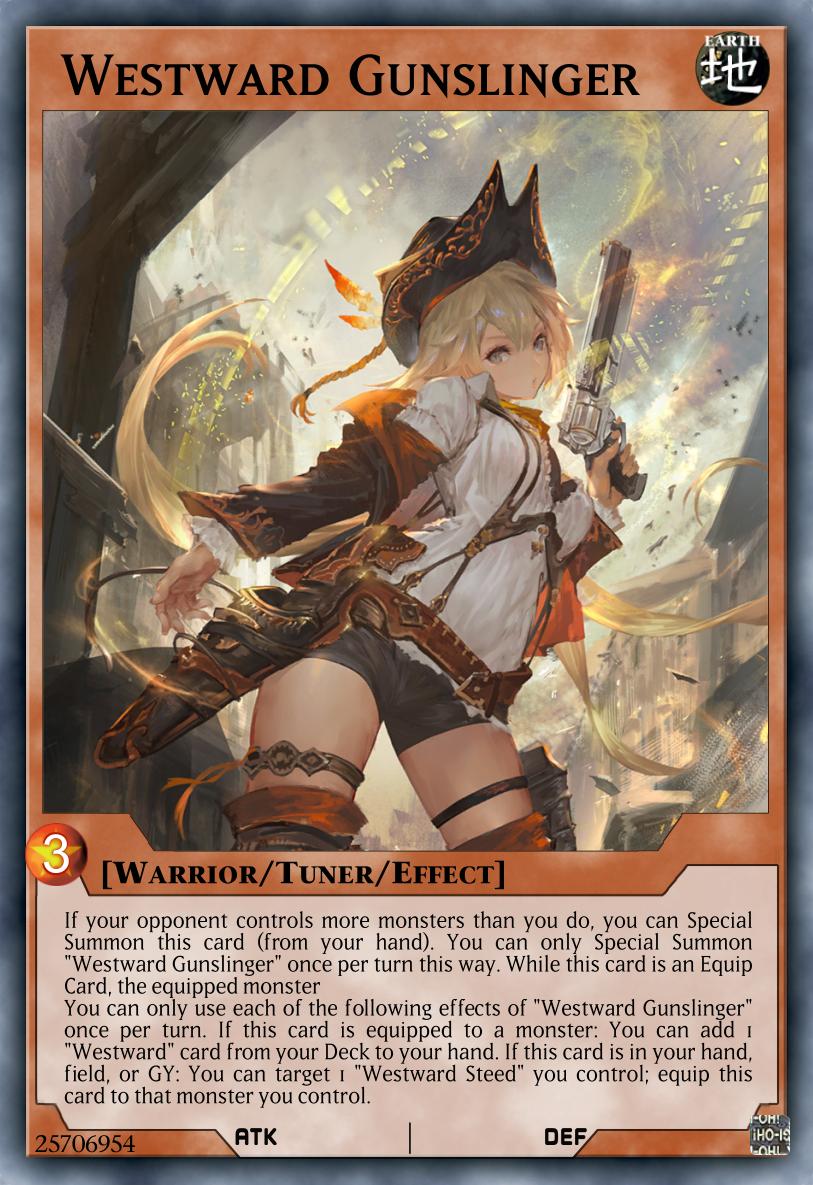 Westward Gunslinger
EARTH
地
3
[Warrior/Tuner/Effect]
If your opponent controls more monsters than you do, you can Special
Summon this card (from your hand). You can only Special Summon
"Westward Gunslinger" once per turn this way. While this card is an Equip
Card, the equipped monster
You can only use each of the following effects of "Westward Gunslinger"
once per turn. If this card is equipped to a monster: You can add 1
"Westward" card from your Deck to your hand. If this card is in your hand,
field, or GY: You can target 1 "Westward Steed" you control; equip this
card to that monster you control.
25706954
ATK
DEF